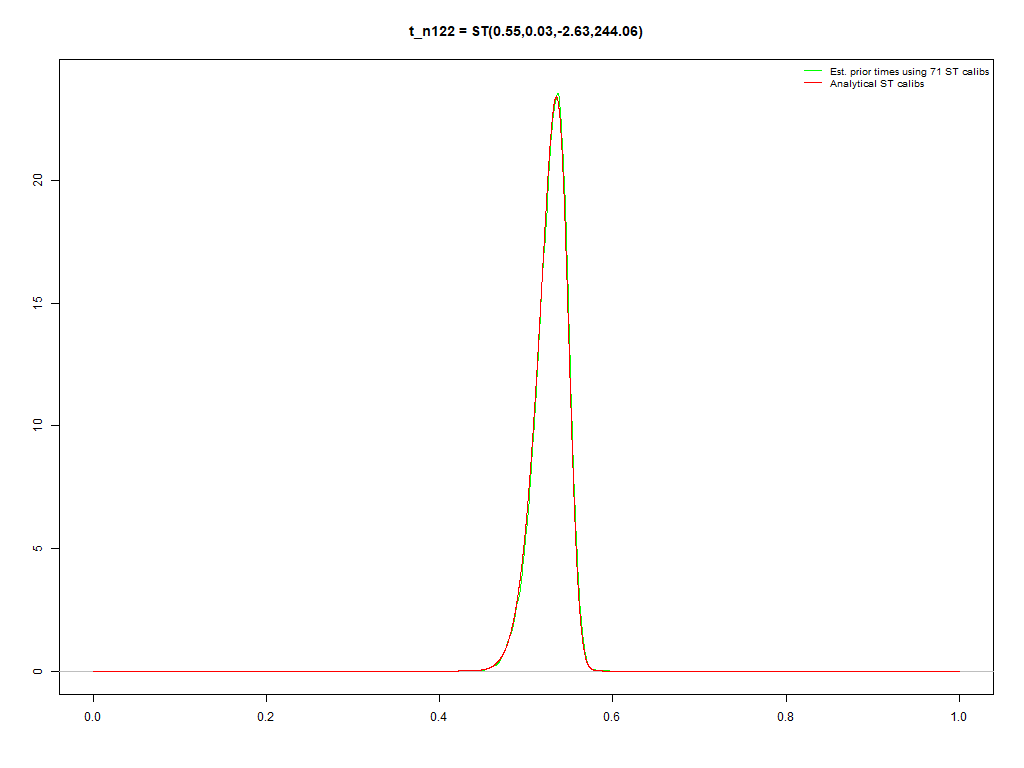 t_n122 = ST(0.55,0.03,-2.63,244.06)
Est. prior times using 71 ST calibs
Analytical ST calibs
20
15
10
5
0
0.0 0.2 0.4 0.6 0.8 1.0